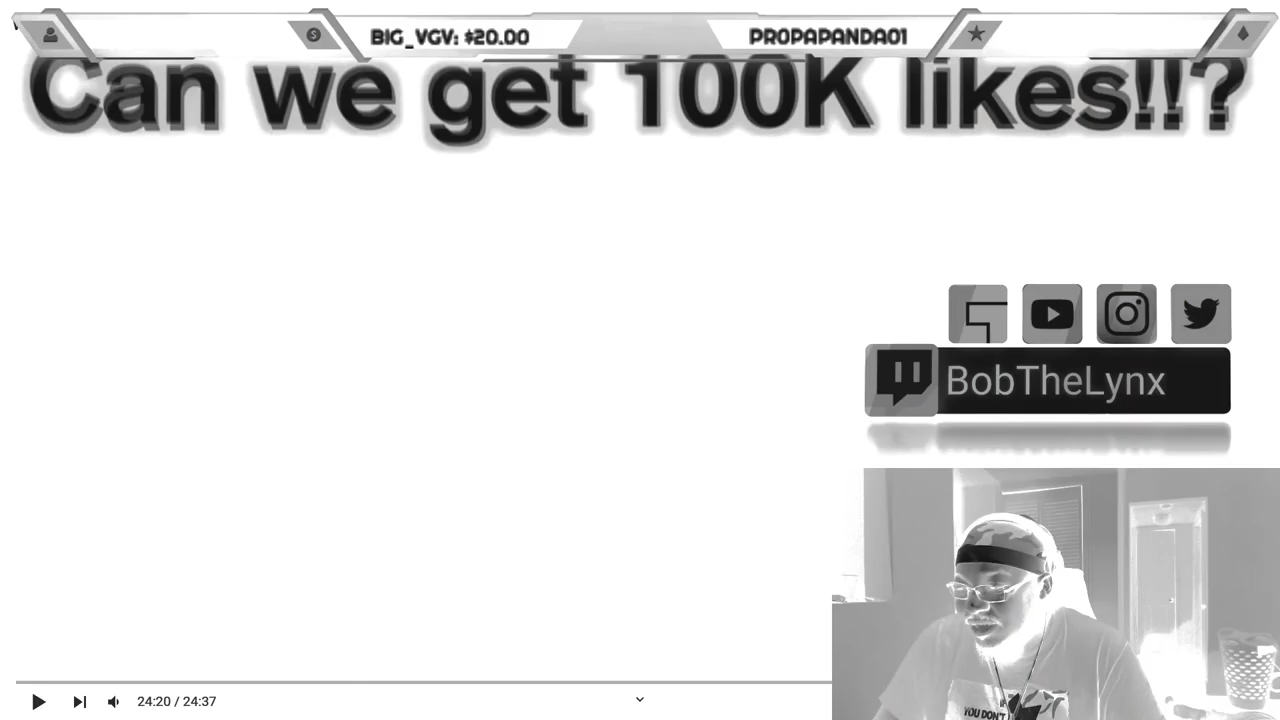 BIG_VGV: $20.00
PROPAPANDA01
Can we get 100K likes!!?
BobTheLynx
YOU DON'T
24:20 / 24:37